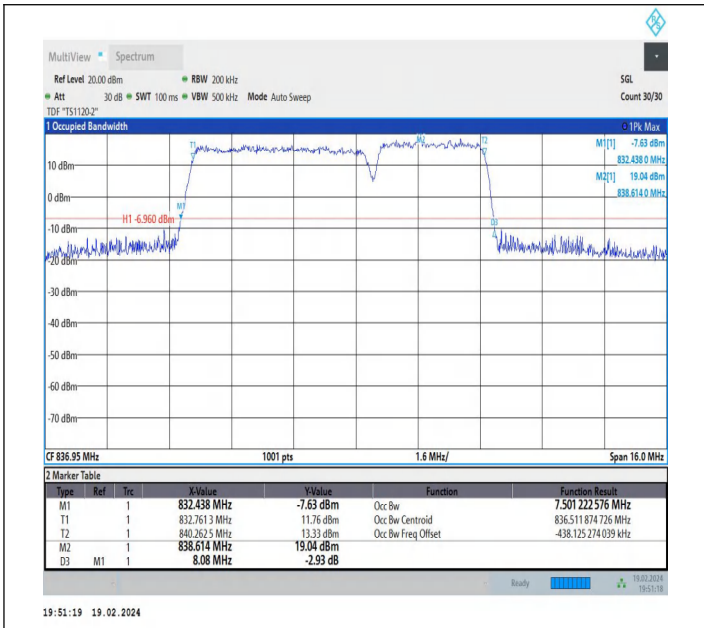 MultiView Spectrum
Ref Level 20.00 dBm RBW 200 kHz SGL
Att 30 dB SWT 100 ms VBW 500 kHz Mode Auto Sweep Count 30/30
TDF "TS1120-2"
1 Occupied Bandwidth 1Pk Max
M1[1] -7.63 dBm
832.438 0 MHz
M2[1] 19.04 dBm
838.614 0 MHz
T1
M2
T2
10 dBm
0 dBm
M1
H1 -6.960 dBm
D3
-10 dBm
-20 dBm
-30 dBm
-40 dBm
-50 dBm
-60 dBm
-70 dBm
CF 836.95 MHz 1001 pts 1.6 MHz/ Span 16.0 MHz
2 Marker Table
Type Ref Trc X-Value Y-Value Function Function Result
M1 1 832.438 MHz -7.63 dBm Occ Bw 7.501 222 576 MHz
T1 1 832.761 3 MHz 11.76 dBm Occ Bw Centroid 836.511 874 726 MHz
T2 1 840.262 5 MHz 13.33 dBm Occ Bw Freq Offset -438.125 274 039 kHz
M2 1 838.614 MHz 19.04 dBm
D3 M1 1 8.08 MHz -2.93 dB
Ready 19.02.2024
19:51:18
19:51:19 19.02.2024